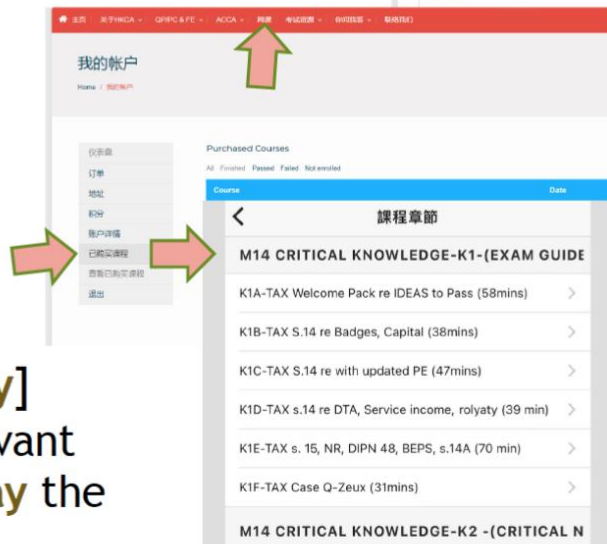 主页 关于HKICA QP/PC & FE ACCA 网课 考试资源 你问我答 联络我们
我的帐户
Home / 我的帐户
仪表盘
订单
地址
积分
账户详情
已购买课程
查看已购买课程
退出
Purchased Courses
All Finished Passed Failed Not enrolled
Course Date
課程章節
M14 CRITICAL KNOWLEDGE-K1-(EXAM GUIDE
K1A-TAX Welcome Pack re IDEAS to Pass (58mins)
K1B-TAX S.14 re Badges, Capital (38mins)
K1C-TAX S.14 re with updated PE (47mins)
K1D-TAX s.14 re DTA, Service income, rolyaty (39 min)
K1E-TAX s. 15, NR, DIPN 48, BEPS, s.14A (70 min)
K1F-TAX Case Q-Zeux (31mins)
M14 CRITICAL KNOWLEDGE-K2 -(CRITICAL N
y]
vant
ay the